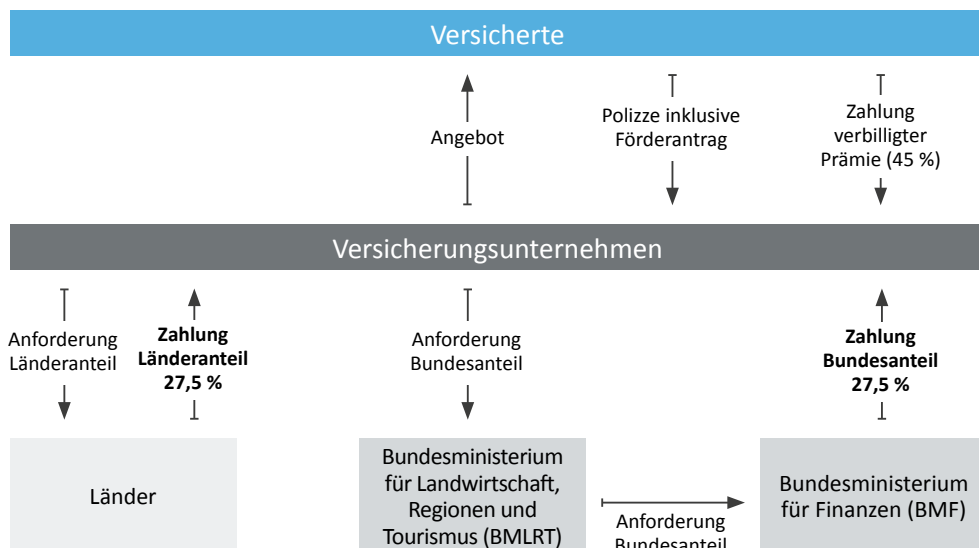 Versicherte
Angebot
Polizze inklusive
Förderantrag
Zahlung
verbilligter
Prämie (45 %)
Versicherungsunternehmen
Anforderung
Länderanteil
Zahlung
Länderanteil
27,5 %
Anforderung
Bundesanteil
Zahlung
Bundesanteil
27,5 %
Länder
Bundesministerium
für Landwirtschaft,
Regionen und
Tourismus (BMLRT)
Anforderung
Bundesanteil
Bundesministerium
für Finanzen (BMF)